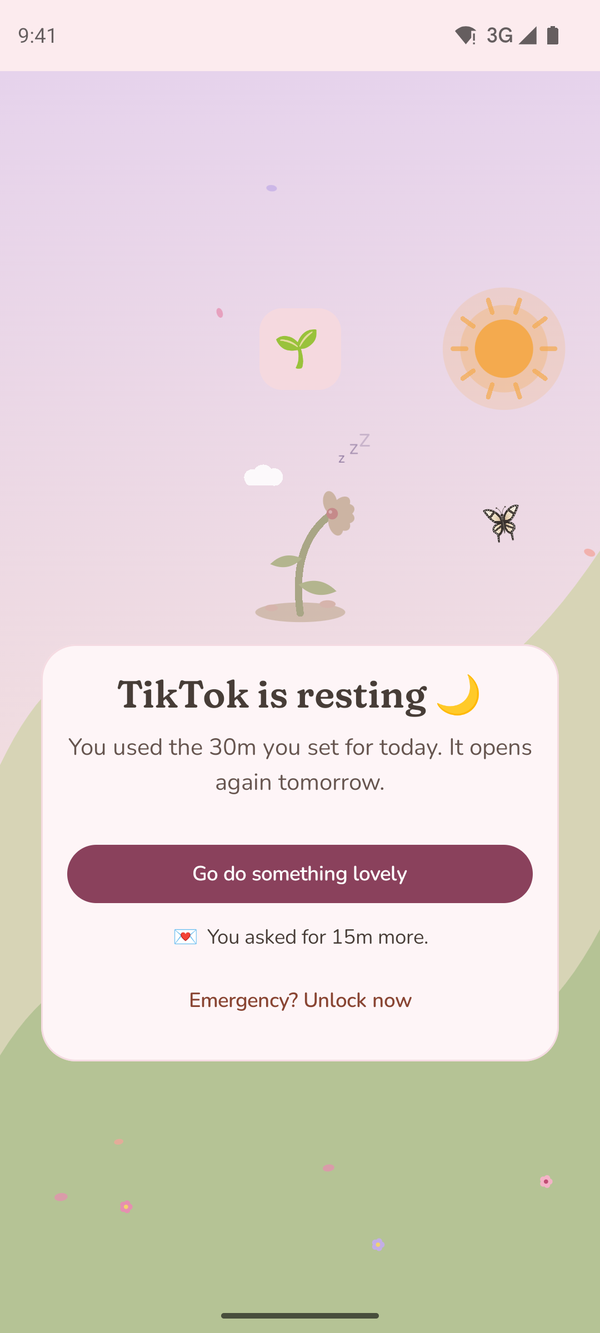 9:41
3G
z z Z
TikTok is resting 🌙
You used the 30m you set for today. It opens
again tomorrow.
Go do something lovely
💌 You asked for 15m more.
Emergency? Unlock now